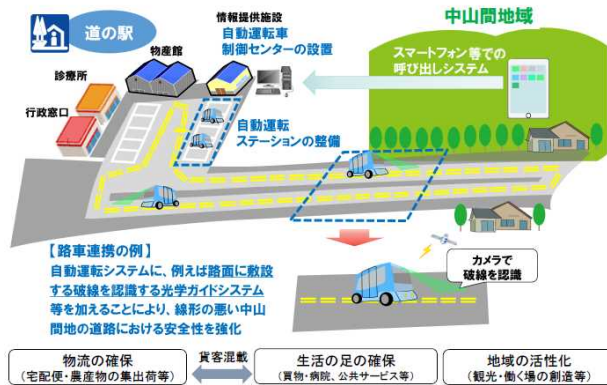 道の駅
情報提供施設
自動運転車
制御センターの設置
中山間地域
スマートフォン等での
呼び出しシステム
物産館
診療所
行政窓口
自動運転
ステーションの整備
【路車連携の例】
自動運転システムに、例えば路面に敷設
する破線を認識する光学ガイドシステム
等を加えることにより、線形の悪い中山
間地の道路における安全性を強化
カメラで
破線を認識
物流の確保
(宅配便・農産物の集出荷等)
貨客混載
生活の足の確保
(買物・病院、公共サービス等)
地域の活性化
(観光・働く場の創造等)